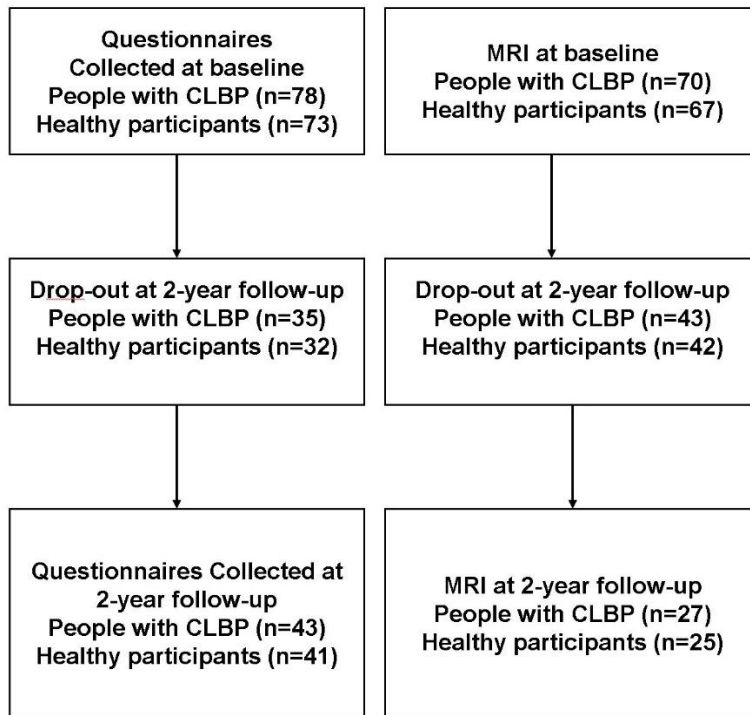 Questionnaires
Collected at baseline
People with CLBP (n=78)
Healthy participants (n=73)
MRI at baseline
People with CLBP (n=70)
Healthy participants (n=67)
Drop-out at 2-year follow-up
People with CLBP (n=35)
Healthy participants (n=32)
Drop-out at 2-year follow-up
People with CLBP (n=43)
Healthy participants (n=42)
Questionnaires Collected at
2-year follow-up
People with CLBP (n=43)
Healthy participants (n=41)
MRI at 2-year follow-up
People with CLBP (n=27)
Healthy participants (n=25)